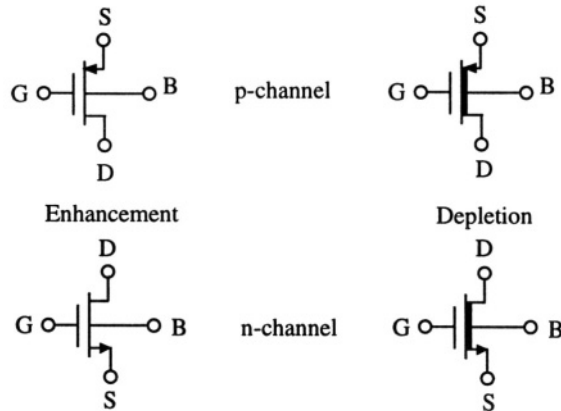 S S
G B p-channel G B
D D
Enhancement Depletion
D D
G B n-channel G B
S S